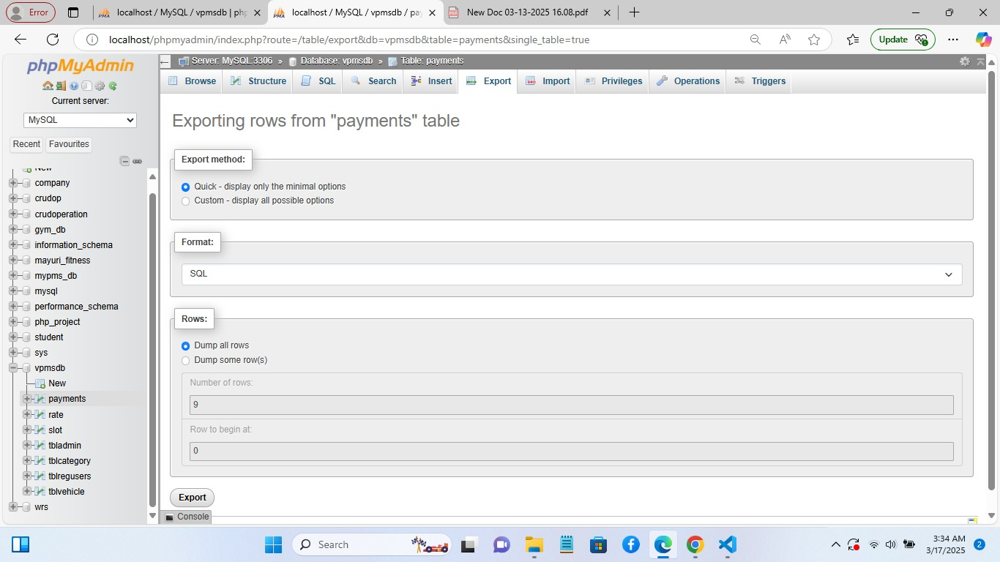 Error
localhost / MySQL / vpmsdb | ph
localhost / MySQL / vpmsdb / pay
New Doc 03-13-2025 16.08.pdf
localhost/phpmyadmin/index.php?route=/table/export&db=vpmsdb&table=payments&single_table=true
Update
phpMyAdmin
Current server:
MySQL
Recent
Favourites
New
company
crudop
crudoperation
gym_db
information_schema
mayuri_fitness
mypms_db
mysql
performance_schema
php_project
student
sys
vpmsdb
New
payments
rate
slot
tbladmin
tblcategory
tblregusers
tblvehicle
wrs
Server: MySQL:3306 » Database: vpmsdb » Table: payments
Browse
Structure
SQL
Search
Insert
Export
Import
Privileges
Operations
Triggers
Exporting rows from "payments" table
Export method:
Quick - display only the minimal options
Custom - display all possible options
Format:
SQL
Rows:
Dump all rows
Dump some row(s)
Number of rows:
9
Row to begin at:
0
Export
Console
Search
3:34 AM
3/17/2025
2